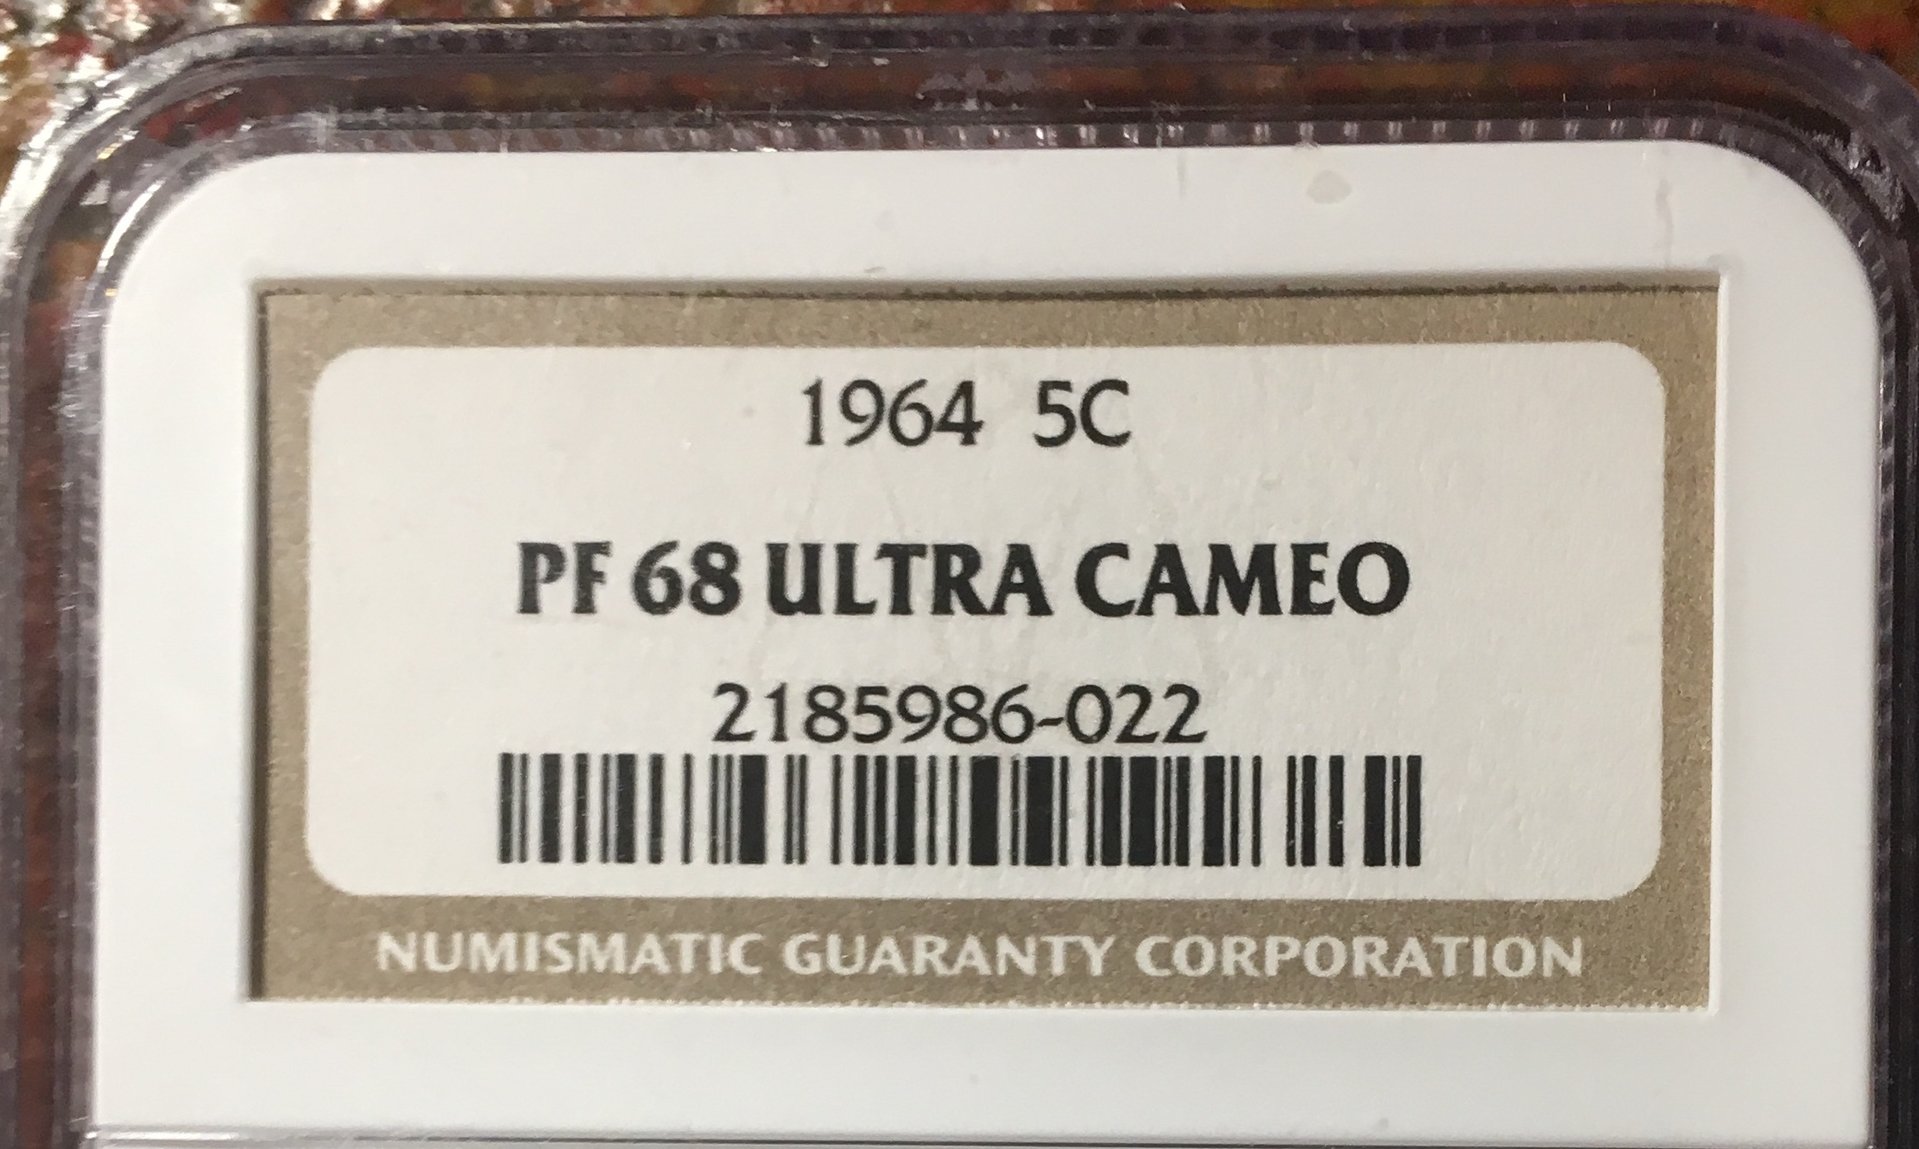 1964 5C
PF 68 ULTRA CAMEO
2185986-022
NUMISMATIC GUARANTY CORPORATION